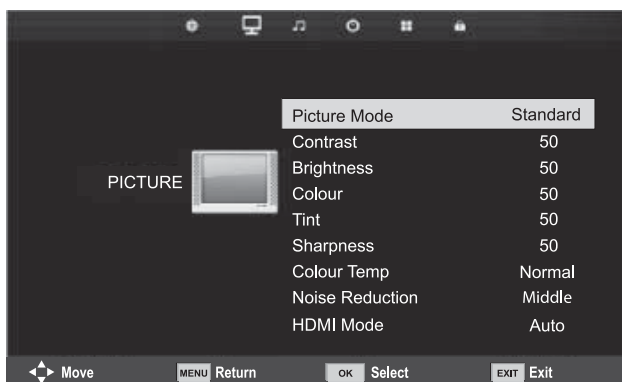 Picture Mode Standard
Contrast 50
Brightness 50
PICTURE
Colour 50
Tint 50
Sharpness 50
Colour Temp Normal
Noise Reduction Middle
HDMI Mode Auto
Move MENU Return OK Select EXIT Exit